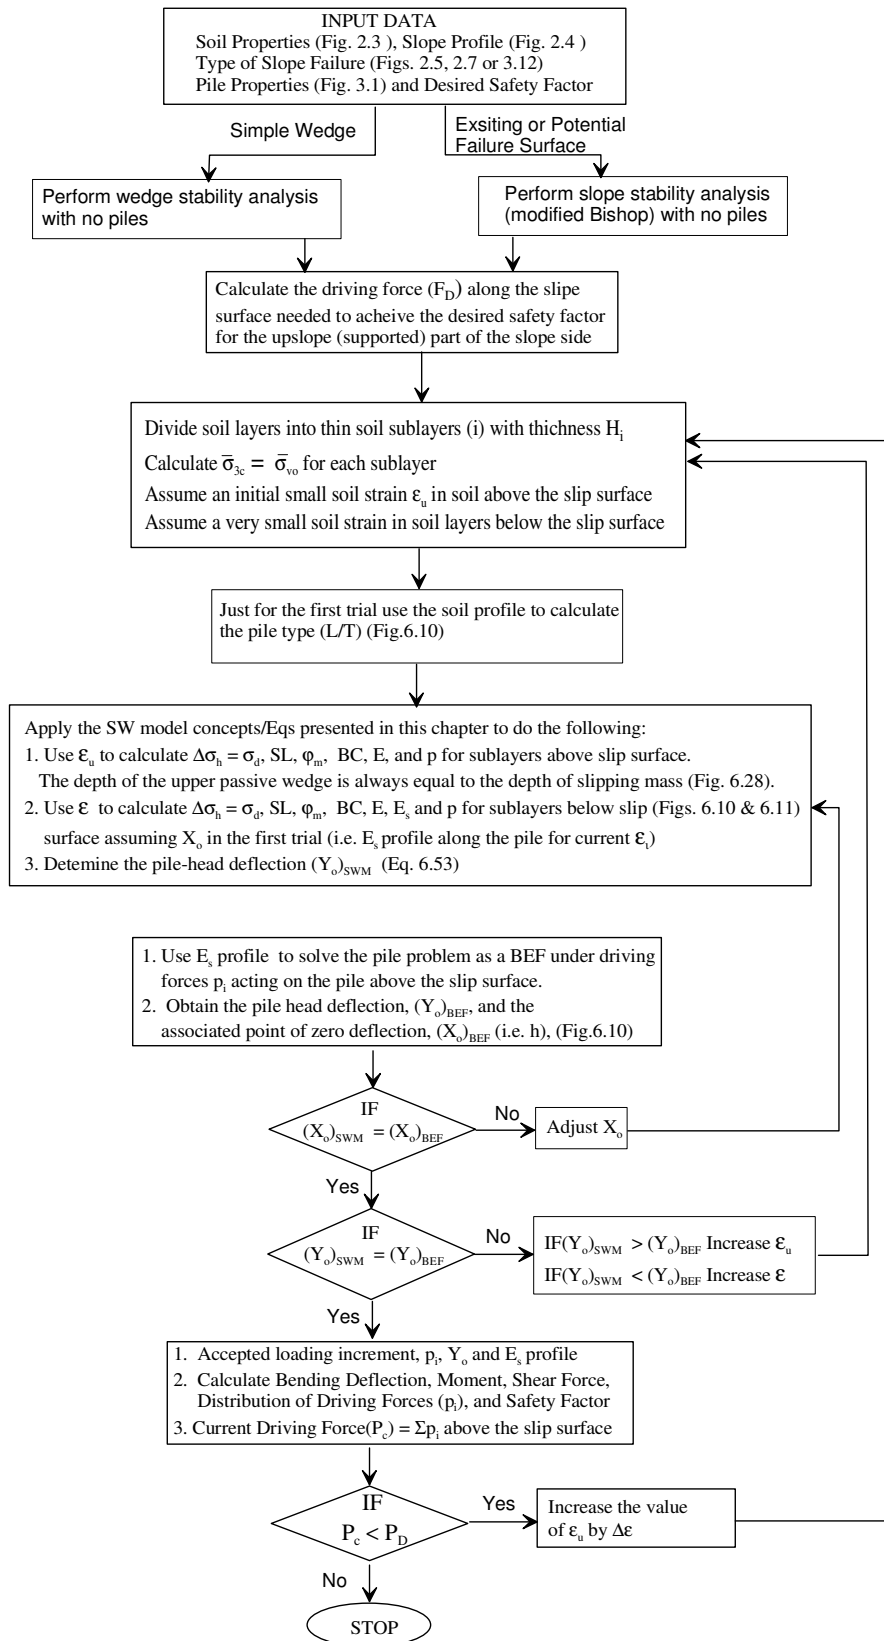 INPUT DATA
Soil Properties (Fig. 2.3 ), Slope Profile (Fig. 2.4 )
Type of Slope Failure (Figs. 2.5, 2.7 or 3.12)
Pile Properties (Fig. 3.1) and Desired Safety Factor
Simple Wedge
Exsiting or Potential
Failure Surface
Perform wedge stability analysis
with no piles
Perform slope stability analysis
(modified Bishop) with no piles
Calculate the driving force (F_D) along the slipe
surface needed to acheive the desired safety factor
for the upslope (supported) part of the slope side
Divide soil layers into thin soil sublayers (i) with thichness H_i
Calculate σ̄_3c = σ̄_vo for each sublayer
Assume an initial small soil strain ε_u in soil above the slip surface
Assume a very small soil strain in soil layers below the slip surface
Just for the first trial use the soil profile to calculate
the pile type (L/T) (Fig.6.10)
Apply the SW model concepts/Eqs presented in this chapter to do the following:
1. Use ε_u to calculate Δσ_h = σ_d, SL, φ_m, BC, E, and p for sublayers above slip surface.
The depth of the upper passive wedge is always equal to the depth of slipping mass (Fig. 6.28).
2. Use ε to calculate Δσ_h = σ_d, SL, φ_m, BC, E, E_s and p for sublayers below slip (Figs. 6.10 & 6.11)
surface assuming X_o in the first trial (i.e. E_s profile along the pile for current ε_ι)
3. Detemine the pile-head deflection (Y_o)_SWM (Eq. 6.53)
1. Use E_s profile to solve the pile problem as a BEF under driving
forces p_i acting on the pile above the slip surface.
2. Obtain the pile head deflection, (Y_o)_BEF, and the
associated point of zero deflection, (X_o)_BEF (i.e. h), (Fig.6.10)
IF
(X_o)_SWM = (X_o)_BEF
No
Adjust X_o
Yes
IF
(Y_o)_SWM = (Y_o)_BEF
No
IF(Y_o)_SWM > (Y_o)_BEF Increase ε_u
IF(Y_o)_SWM < (Y_o)_BEF Increase ε
Yes
1. Accepted loading increment, p_i, Y_o and E_s profile
2. Calculate Bending Deflection, Moment, Shear Force,
Distribution of Driving Forces (p_i), and Safety Factor
3. Current Driving Force(P_c) = Σp_i above the slip surface
IF
P_c < P_D
Yes
Increase the value
of ε_u by Δε
No
STOP